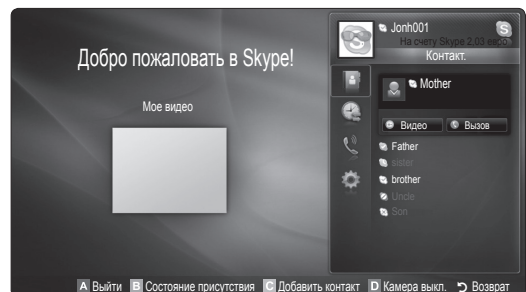 Jonh001
На счету Skype 2,03 евро
Добро пожаловать в Skype!
Контакт.
Mother
Мое видео
Видео Вызов
Father
sister
brother
Uncle
Son
A Выйти B Состояние присутствия C Добавить контакт D Камера выкл. Возврат